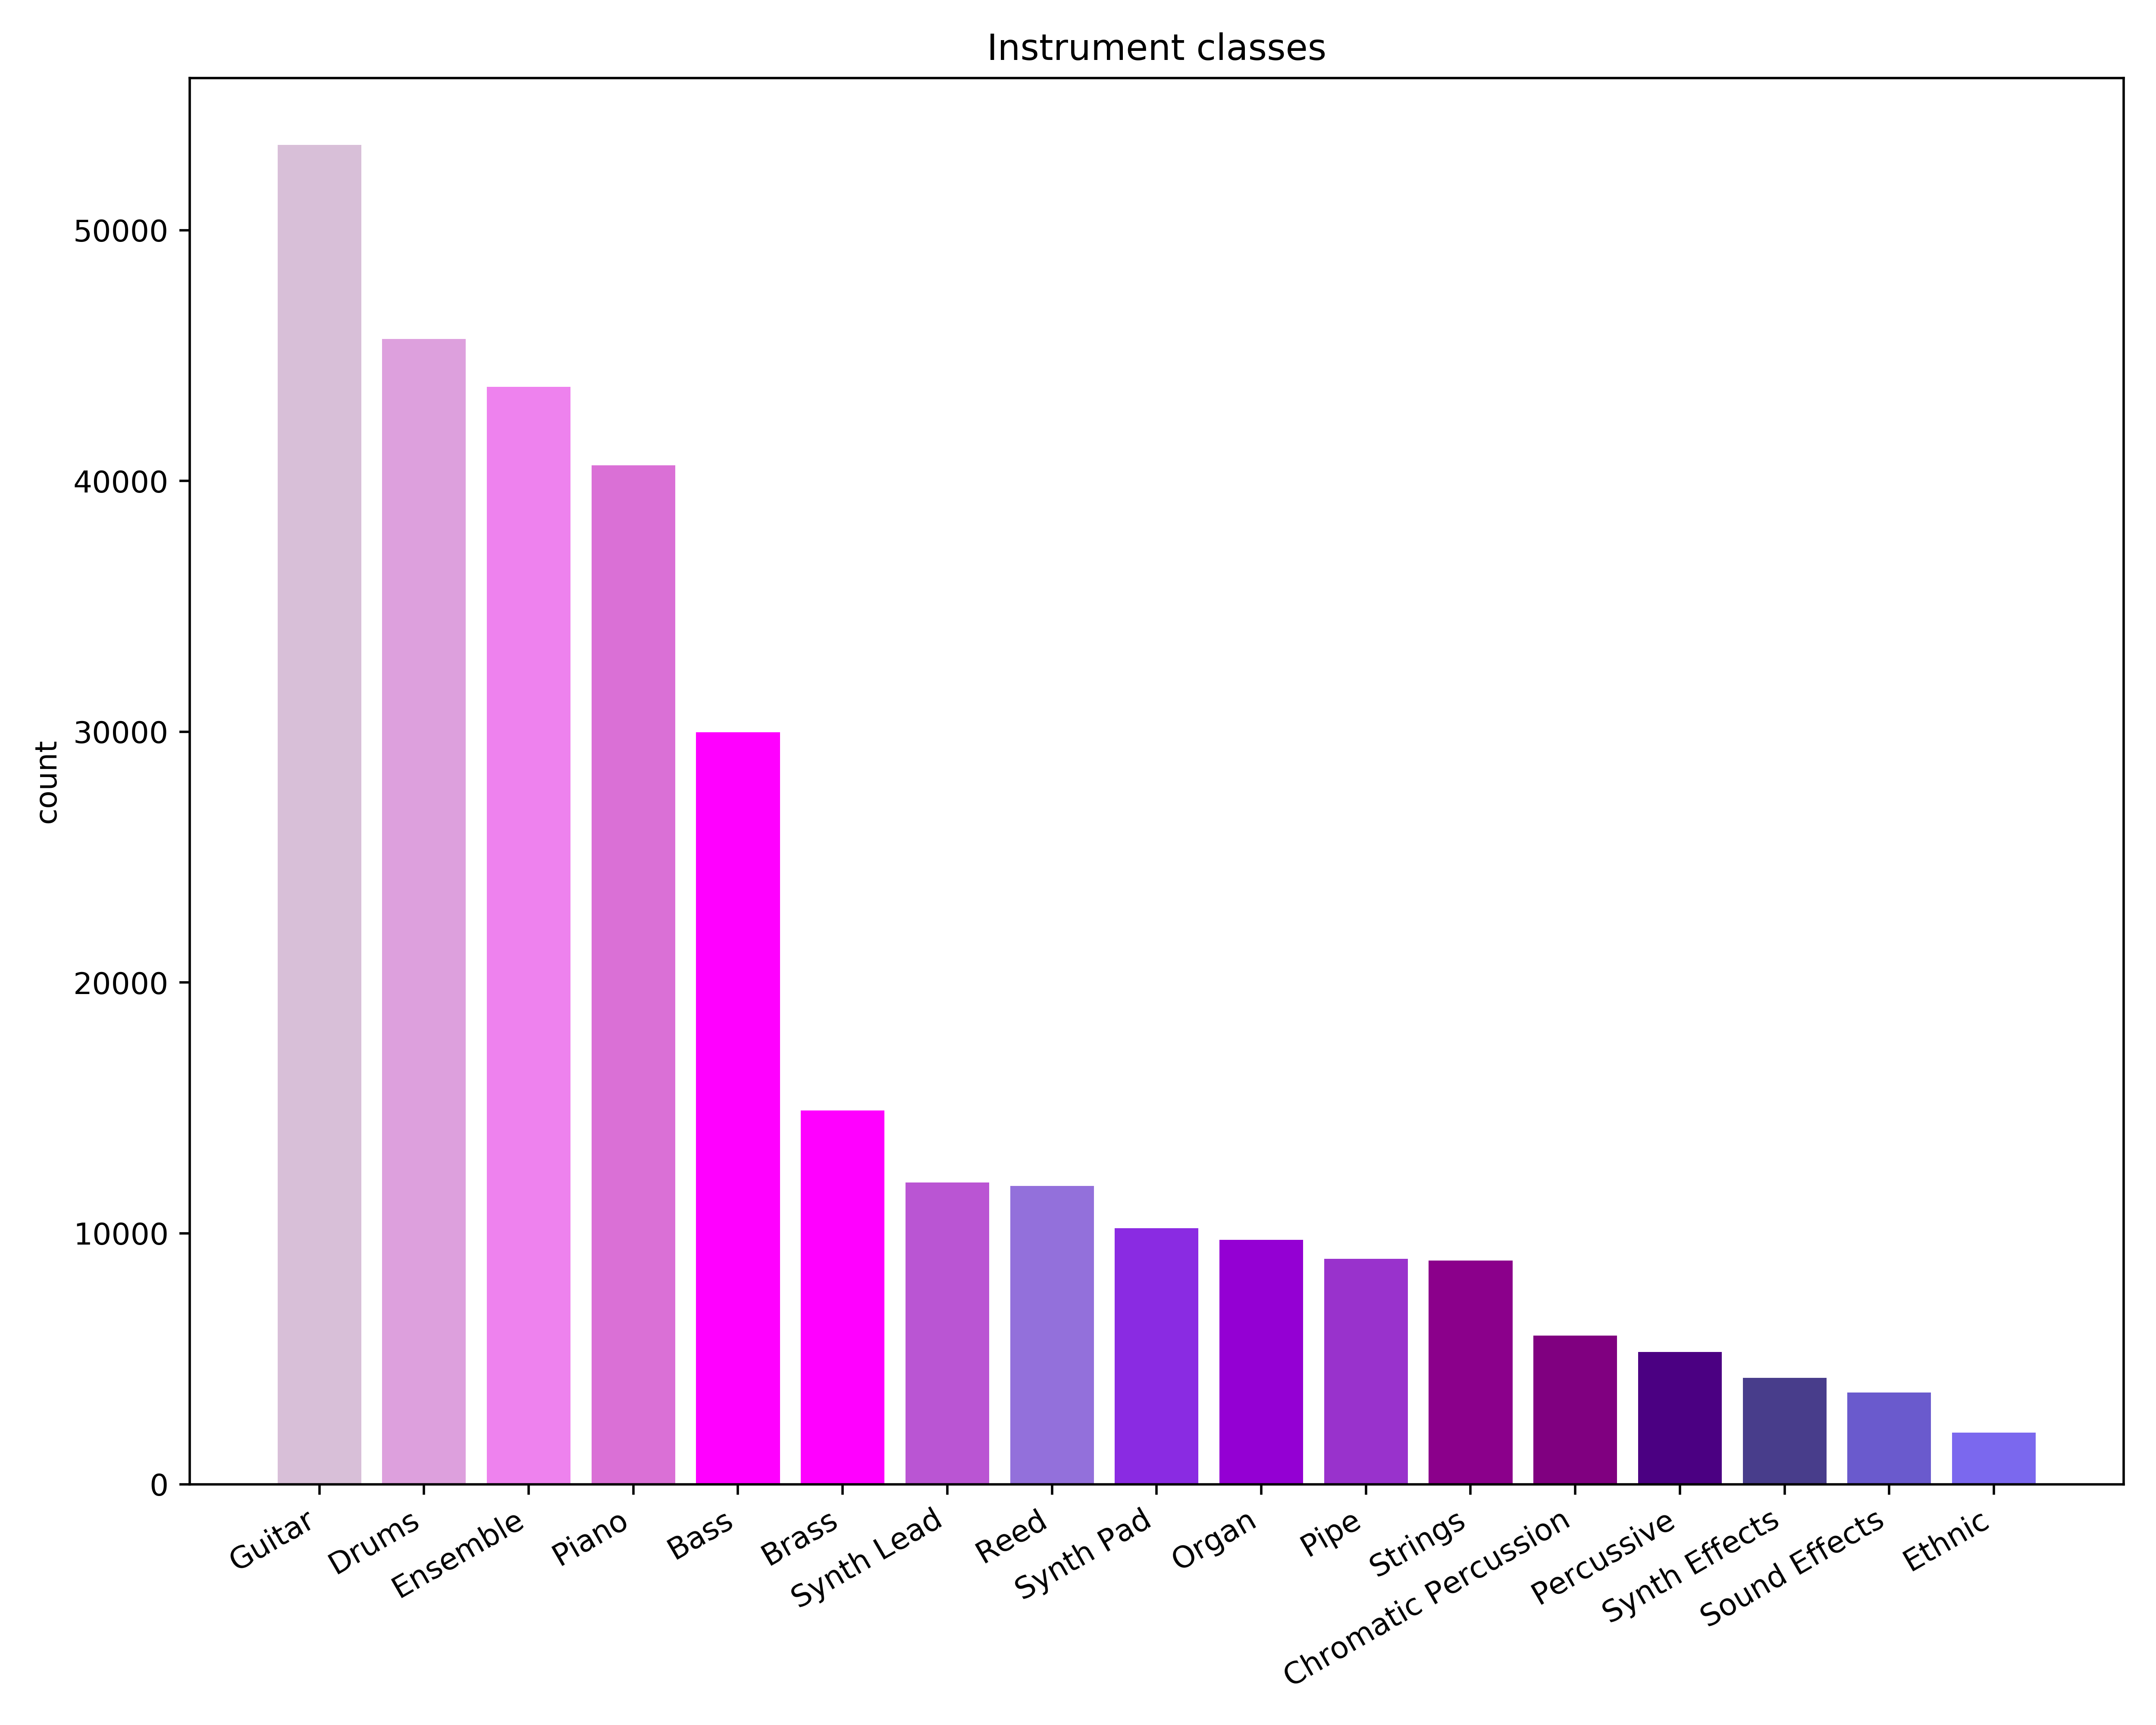 Instrument classes
count
50000
40000
30000
20000
10000
0
Guitar
Drums
Ensemble
Piano
Bass
Brass
Synth Lead
Reed
Synth Pad
Organ
Pipe
Strings
Chromatic Percussion
Percussive
Synth Effects
Sound Effects
Ethnic